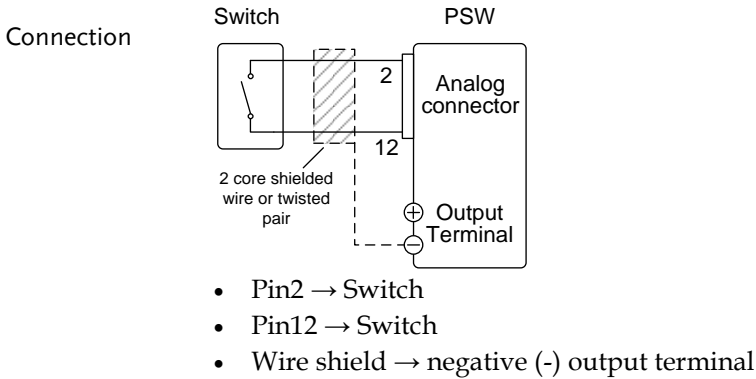 Connection
Switch
PSW
2
Analog
connector
12
2 core shielded
wire or twisted
pair
+
Output
Terminal
−
• Pin2 → Switch
• Pin12 → Switch
• Wire shield → negative (-) output terminal